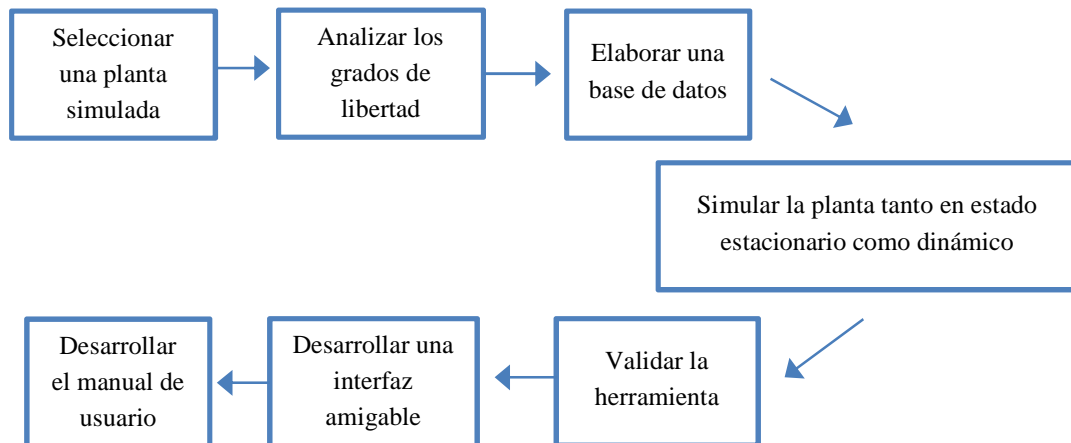 Seleccionar
una planta
simulada
Analizar los
grados de
libertad
Elaborar una
base de datos
Simular la planta tanto en estado
estacionario como dinámico
Validar la
herramienta
Desarrollar una
interfaz
amigable
Desarrollar
el manual de
usuario